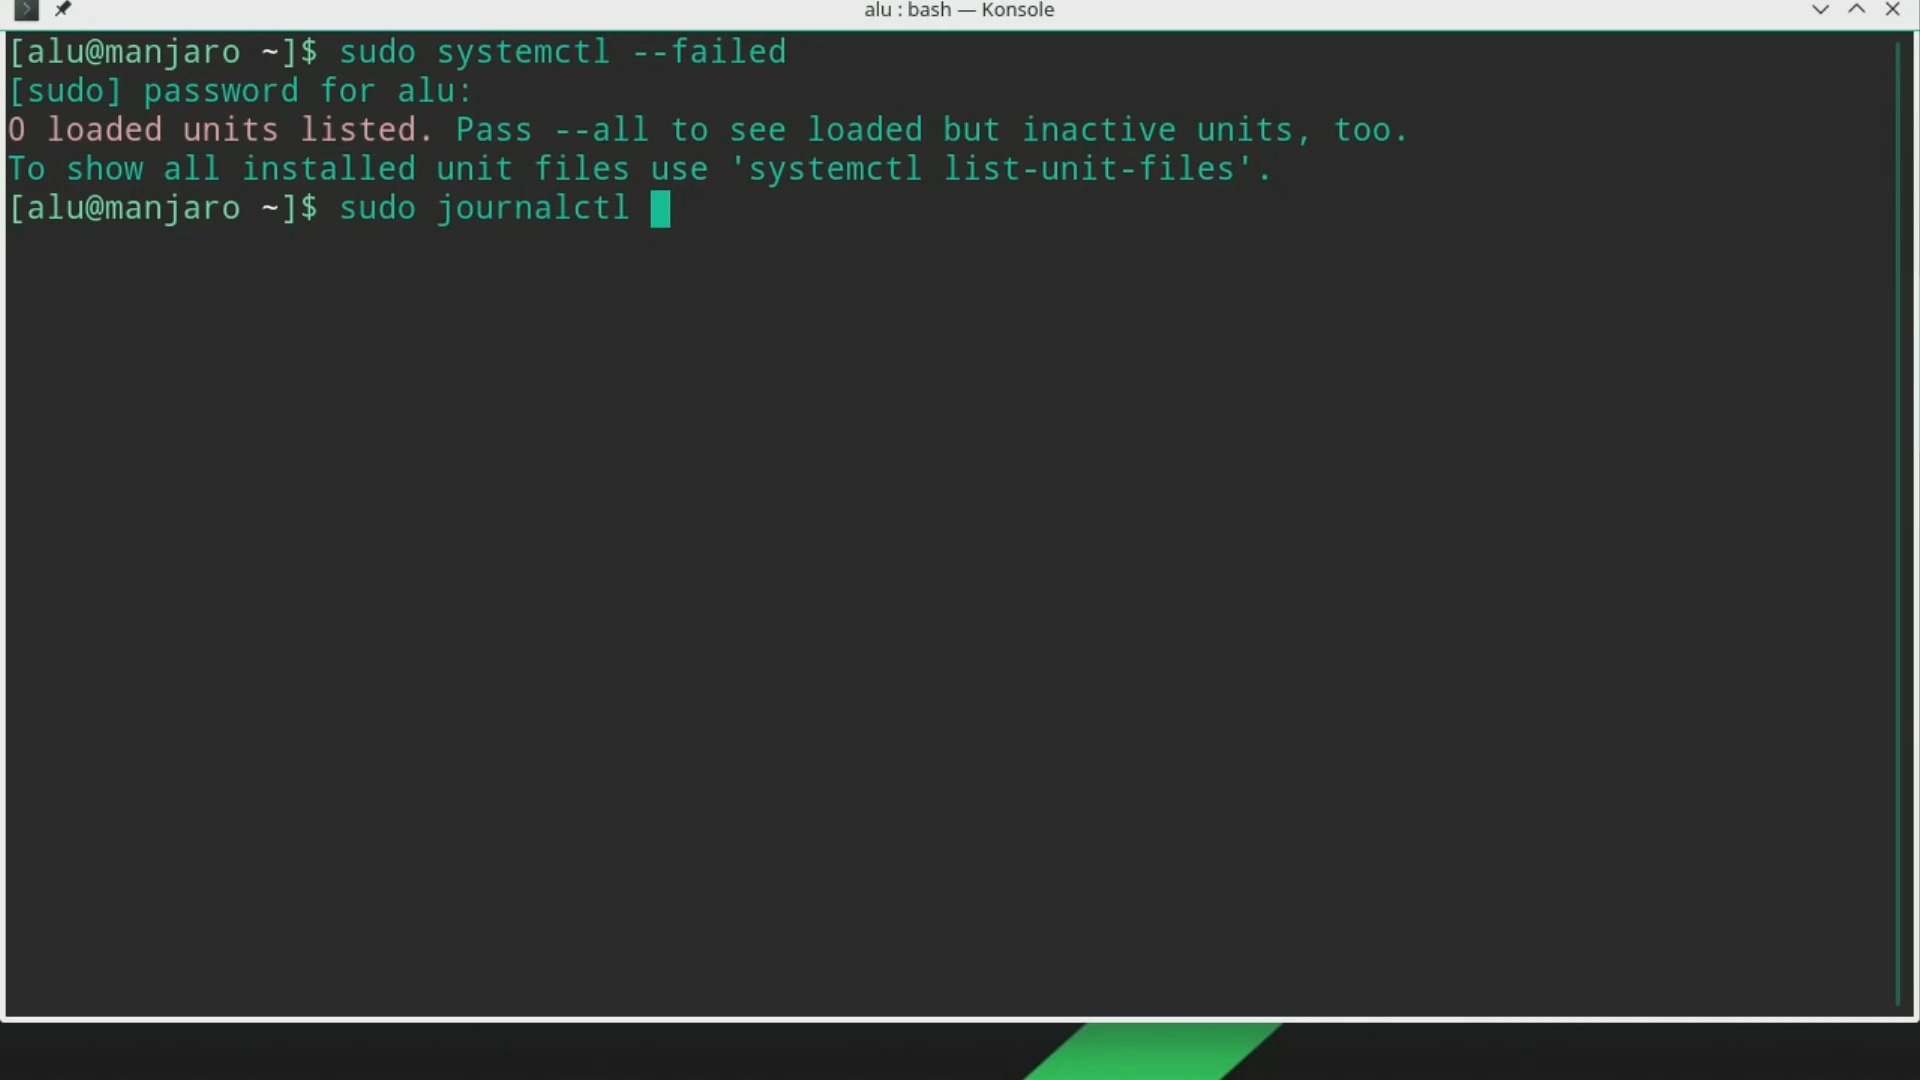 alu : bash — Konsole
[alu@manjaro ~]$ sudo systemctl --failed
[sudo] password for alu:
0 loaded units listed. Pass --all to see loaded but inactive units, too.
To show all installed unit files use 'systemctl list-unit-files'.
[alu@manjaro ~]$ sudo journalctl